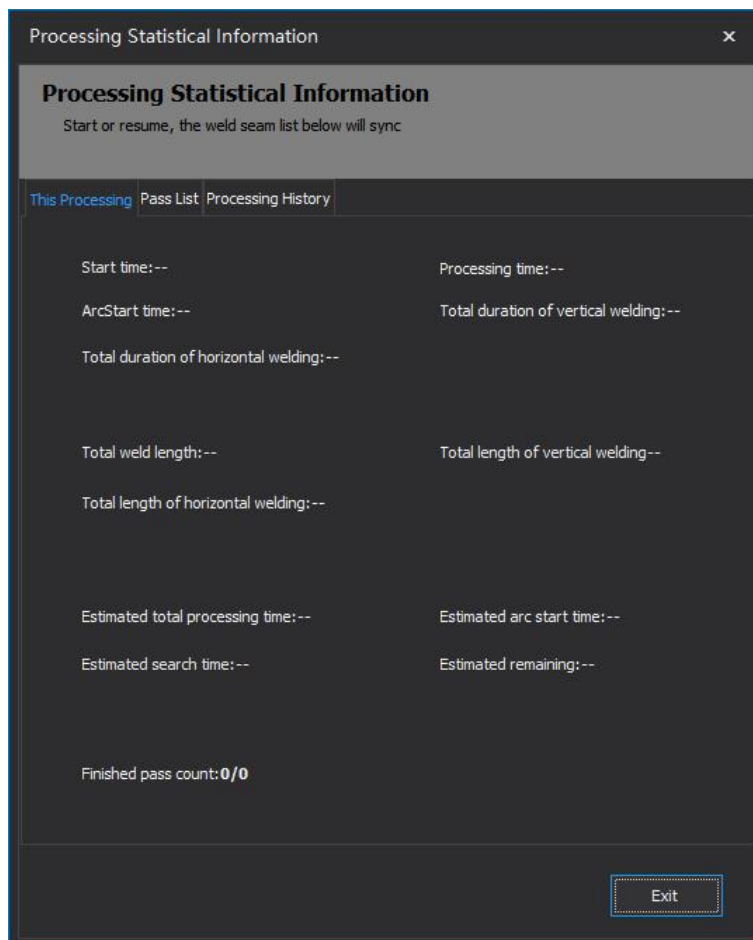 Processing Statistical Information
Processing Statistical Information
Start or resume, the weld seam list below will sync
This Processing Pass List Processing History
Start time:-- Processing time:--
ArcStart time:-- Total duration of vertical welding:--
Total duration of horizontal welding:--
Total weld length:-- Total length of vertical welding--
Total length of horizontal welding:--
Estimated total processing time:-- Estimated arc start time:--
Estimated search time:-- Estimated remaining:--
Finished pass count:0/0
Exit